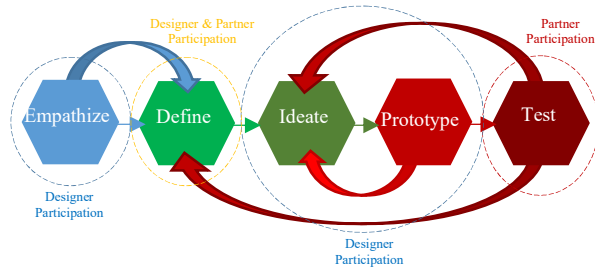 Designer & Partner
Participation
Partner
Participation
Empathize
Define
Ideate
Prototype
Test
Designer
Participation
Designer
Participation